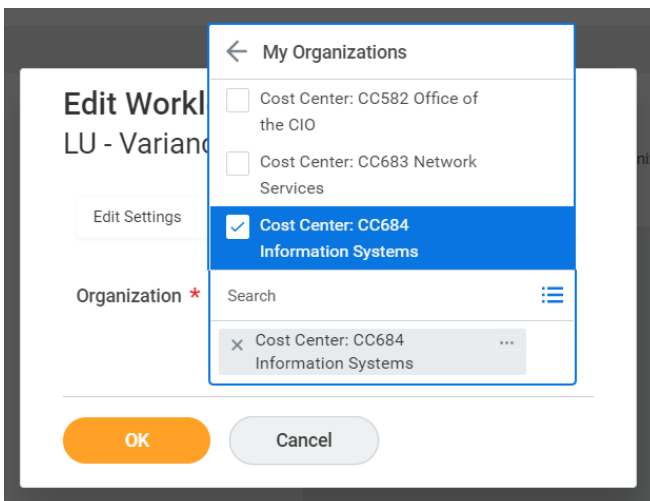 My Organizations
Cost Center: CC582 Office of
the CIO
Cost Center: CC683 Network
Services
Cost Center: CC684
Information Systems
Edit Workl
LU - Varianc
Edit Settings
Organization *
Search
Cost Center: CC684
Information Systems
OK
Cancel